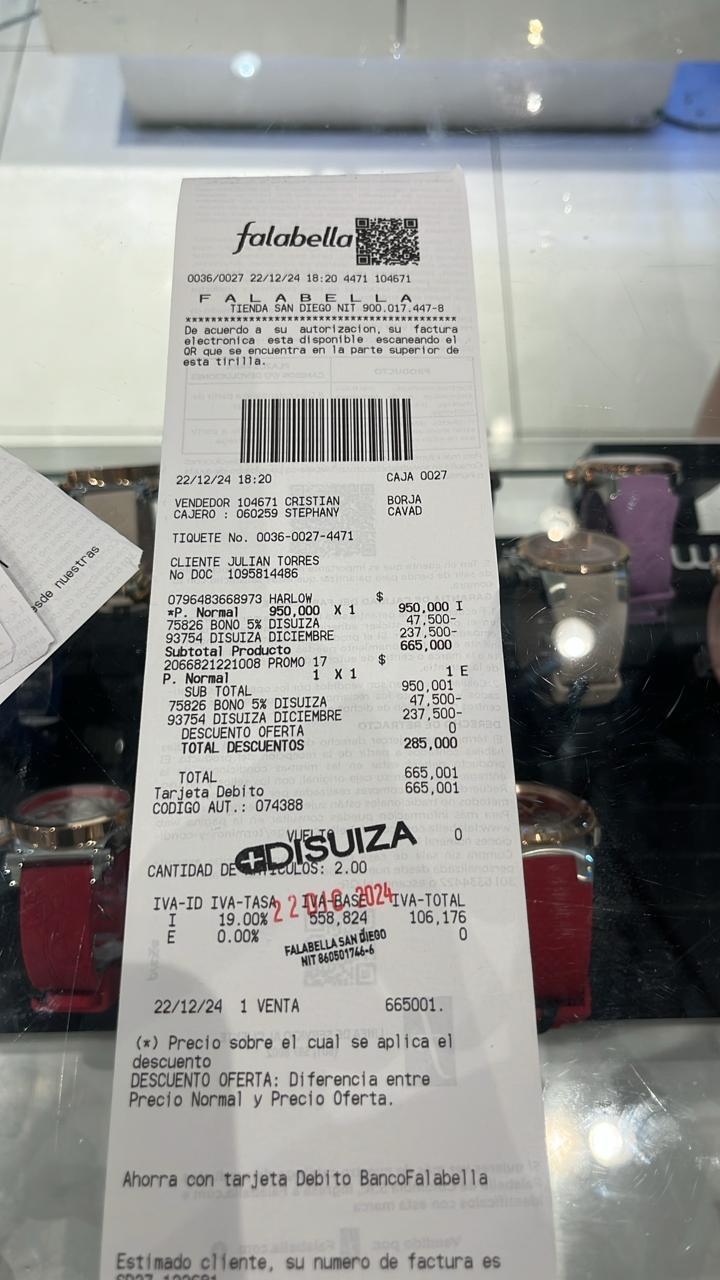 falabella
0036/0027 22/12/24 18:20 4471 104671
F A L A B E L L A
TIENDA SAN DIEGO NIT 900.017.447-8
*****************************************
De acuerdo a su autorizacion, su factura
electronica esta disponible escaneando el
QR que se encuentra en la parte superior de
esta tirilla.
22/12/24 18:20 CAJA 0027
VENDEDOR 104671 CRISTIAN BORJA
CAJERO : 060259 STEPHANY CAVAD
TIQUETE No. 0036-0027-4471
CLIENTE JULIAN TORRES
No DOC 1095814486
0796483668973 HARLOW $
*P. Normal 950,000 X 1 950,000 I
75826 BONO 5% DISUIZA 47,500-
93754 DISUIZA DICIEMBRE 237,500-
Subtotal Producto 665,000
2066821221008 PROMO 17 $
P. Normal 1 X 1 1 E
SUB TOTAL 950,001
75826 BONO 5% DISUIZA 47,500-
93754 DISUIZA DICIEMBRE 237,500-
DESCUENTO OFERTA 0
TOTAL DESCUENTOS 285,000
TOTAL 665,001
Tarjeta Debito 665,001
CODIGO AUT.: 074388
VUELTO 0
DISUIZA
CANTIDAD DE ARTICULOS: 2.00
IVA-ID IVA-TASA IVA-BASE IVA-TOTAL
22 DIC 2024
I 19.00% 558,824 106,176
E 0.00% 0
FALABELLA SAN DIEGO
NIT 860501746-6
22/12/24 1 VENTA 665001.
(*) Precio sobre el cual se aplica el
descuento
DESCUENTO OFERTA: Diferencia entre
Precio Normal y Precio Oferta.
Ahorra con tarjeta Debito BancoFalabella
Estimado cliente, su numero de factura es
esde nuestras